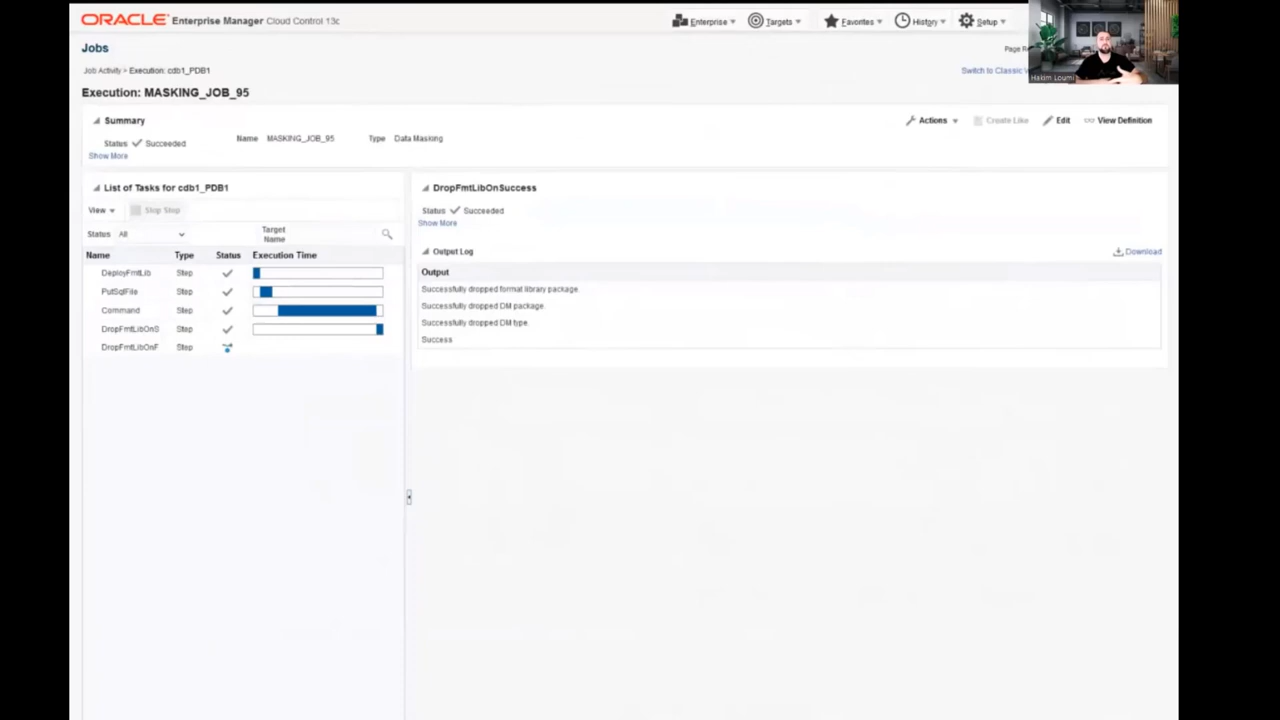 ORACLE Enterprise Manager Cloud Control 13c
Enterprise Targets Favorites History Setup
Jobs
Page Re
Job Activity > Execution: cdb1_PDB1
Switch to Classic
Hakim Loumi
Execution: MASKING_JOB_95
Summary
Actions Create Like Edit View Definition
Status Succeeded
Name MASKING_JOB_95
Type Data Masking
Show More
List of Tasks for cdb1_PDB1
View Stop Step
Status All
Target
Name
Name Type Status Execution Time
DeployFmtLib Step
PutSqlFile Step
Command Step
DropFmtLibOnS Step
DropFmtLibOnF Step
DropFmtLibOnSuccess
Status Succeeded
Show More
Output Log
Download
Output
Successfully dropped format library package.
Successfully dropped DM package.
Successfully dropped DM type.
Success